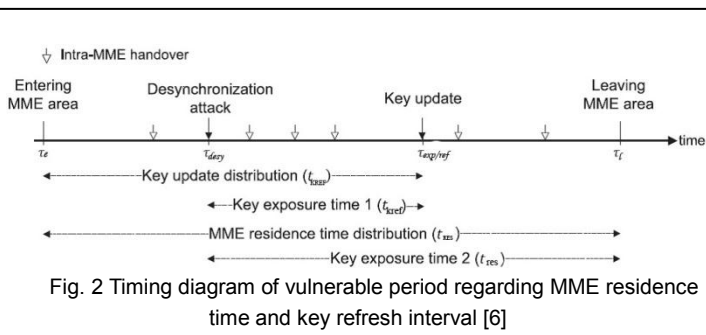 Intra-MME handover
Entering
MME area
Desynchronization
attack
Key update
Leaving
MME area
time
τe
τdesy
τexp/ref
τl
Key update distribution (tKREF)
Key exposure time 1 (tkref)
MME residence time distribution (tres)
Key exposure time 2 (tres)
Fig. 2 Timing diagram of vulnerable period regarding MME residence
time and key refresh interval [6]